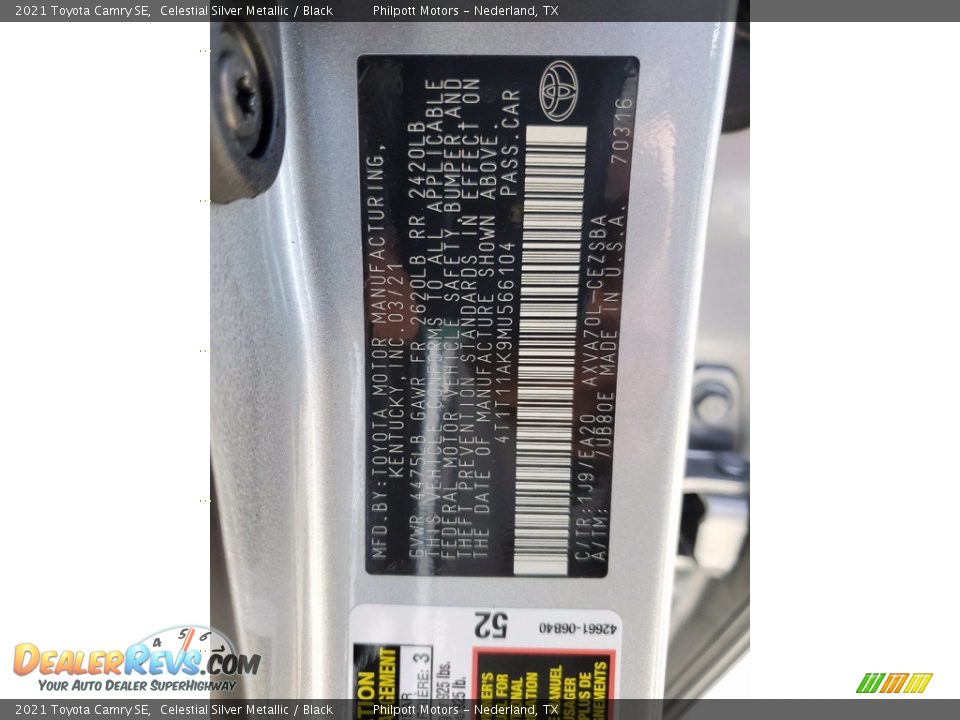 2021 Toyota Camry SE, Celestial Silver Metallic / Black Philpott Motors - Nederland, TX
MFD.BY:TOYOTA MOTOR MANUFACTURING,
KENTUCKY,INC.03/21
GVWR 4475LB GAWR FR 2620LB RR 2420LB
THIS VEHICLE CONFORMS TO ALL APPLICABLE
FEDERAL MOTOR VEHICLE SAFETY, BUMPER, AND
THEFT PREVENTION STANDARDS IN EFFECT ON
THE DATE OF MANUFACTURE SHOWN ABOVE.
4T1T11AK9MU566104 PASS.CAR
C/TR:1J9/EA20 AXVA70L-CEZSBA
A/TM: /UB80E MADE IN U.S.A. 70316
52
42661-06B40
4 5 6
DEALERREVS.COM
YOUR AUTO DEALER SUPERHIGHWAY
2021 Toyota Camry SE, Celestial Silver Metallic / Black Philpott Motors - Nederland, TX